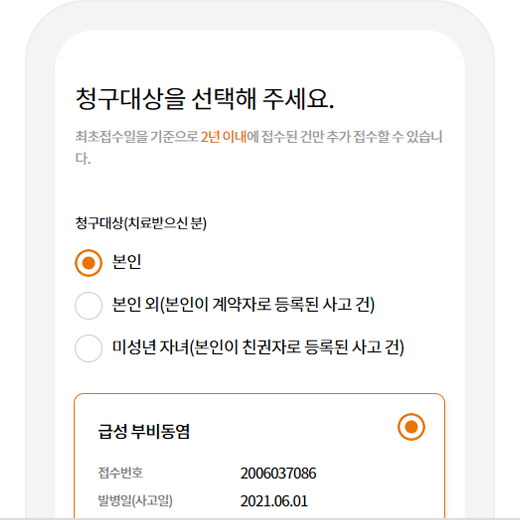 청구대상을 선택해 주세요.
최초접수일을 기준으로 2년 이내에 접수된 건만 추가 접수할 수 있습니
다.
청구대상(치료받으신 분)
본인
본인 외(본인이 계약자로 등록된 사고 건)
미성년 자녀(본인이 친권자로 등록된 사고 건)
급성 부비동염
접수번호 2006037086
발병일(사고일) 2021.06.01